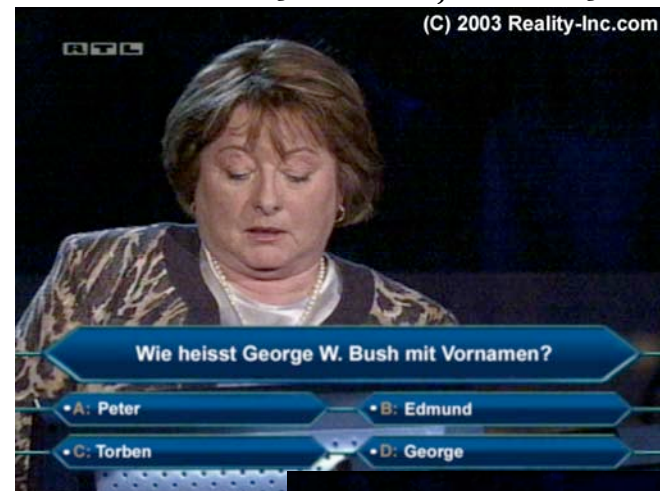 (C) 2003 Reality-Inc.com
RTL
Wie heisst George W. Bush mit Vornamen?
•A: Peter
•B: Edmund
•C: Torben
•D: George